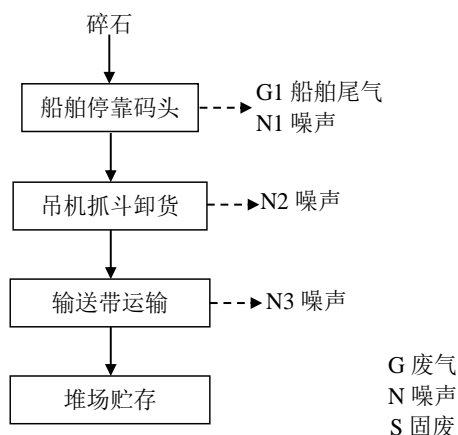 碎石
船舶停靠码头
G1 船舶尾气
N1 噪声
吊机抓斗卸货
N2 噪声
输送带运输
N3 噪声
堆场贮存
G 废气
N 噪声
S 固废